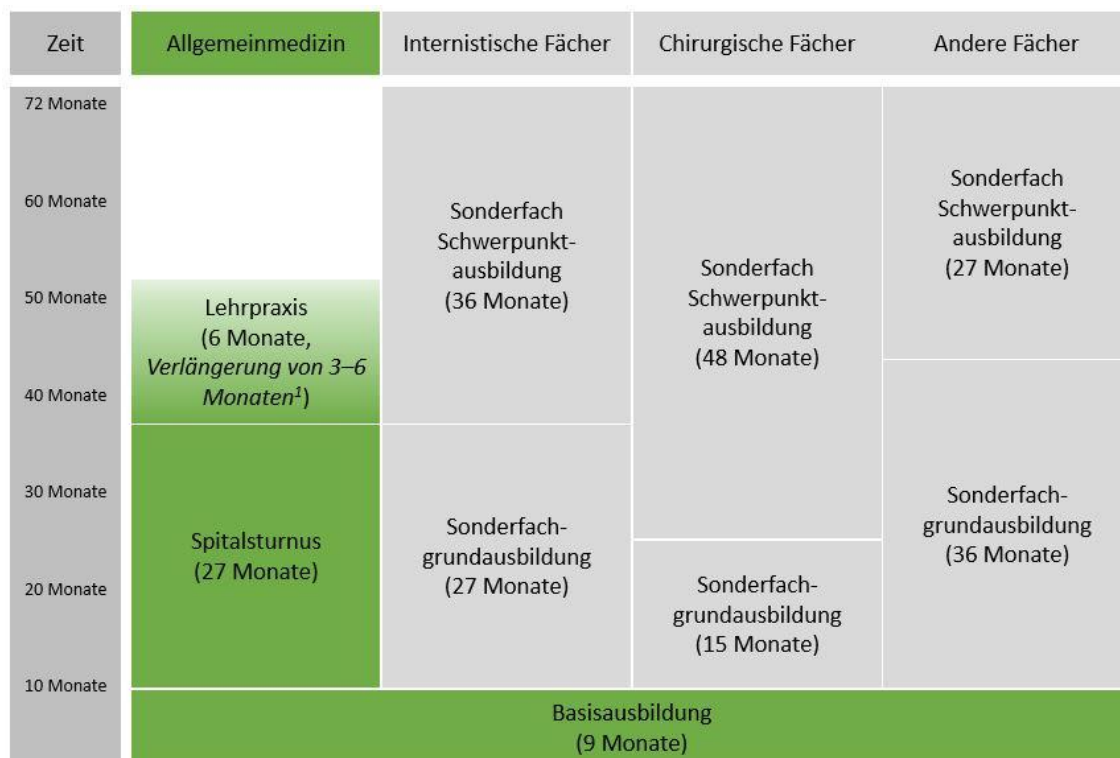 Zeit
Allgemeinmedizin
Internistische Fächer
Chirurgische Fächer
Andere Fächer
72 Monate
60 Monate
50 Monate
40 Monate
30 Monate
20 Monate
10 Monate
Lehrpraxis
(6 Monate,
Verlängerung von 3–6
Monaten¹)
Spitalsturnus
(27 Monate)
Sonderfach
Schwerpunkt-
ausbildung
(36 Monate)
Sonderfach-
grundausbildung
(27 Monate)
Sonderfach
Schwerpunkt-
ausbildung
(48 Monate)
Sonderfach-
grundausbildung
(15 Monate)
Sonderfach
Schwerpunkt-
ausbildung
(27 Monate)
Sonderfach-
grundausbildung
(36 Monate)
Basisausbildung
(9 Monate)